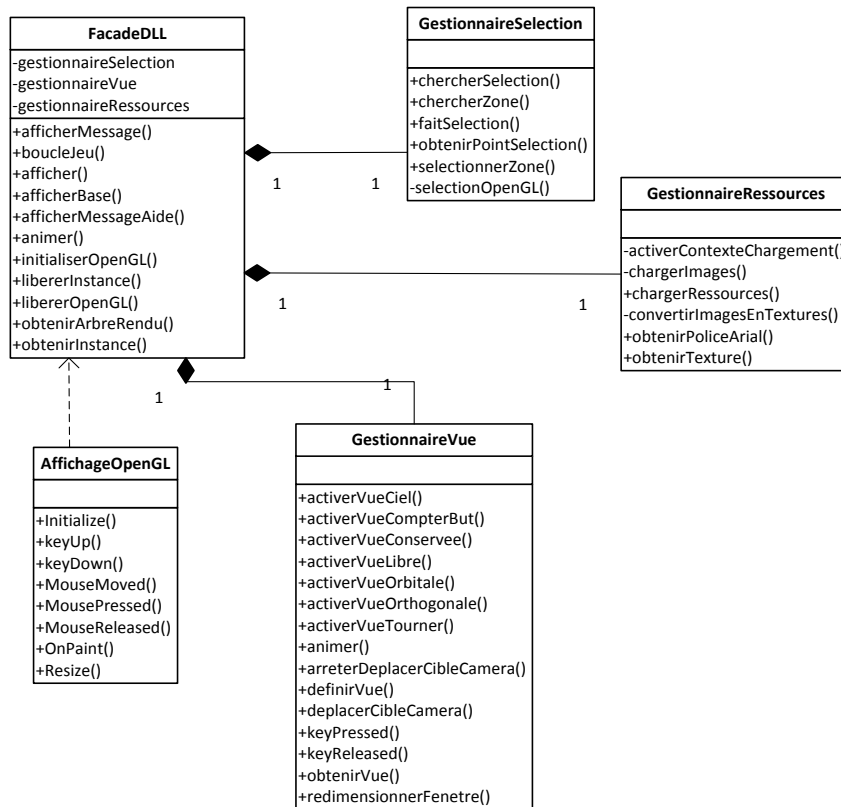 FacadeDLL
-gestionnaireSelection
-gestionnaireVue
-gestionnaireRessources
+afficherMessage()
+boucleJeu()
+afficher()
+afficherBase()
+afficherMessageAide()
+animer()
+initialiserOpenGL()
+libererInstance()
+libererOpenGL()
+obtenirArbreRendu()
+obtenirInstance()
GestionnaireSelection
+chercherSelection()
+chercherZone()
+faitSelection()
+obtenirPointSelection()
+selectionnerZone()
-selectionOpenGL()
1
1
GestionnaireRessources
-activerContexteChargement()
-chargerImages()
+chargerRessources()
-convertirImagesEnTextures()
+obtenirPoliceArial()
+obtenirTexture()
1
1
1
1
AffichageOpenGL
+Initialize()
+keyUp()
+keyDown()
+MouseMoved()
+MousePressed()
+MouseReleased()
+OnPaint()
+Resize()
GestionnaireVue
+activerVueCiel()
+activerVueCompterBut()
+activerVueConservee()
+activerVueLibre()
+activerVueOrbitale()
+activerVueOrthogonale()
+activerVueTourner()
+animer()
+arreterDeplacerCibleCamera()
+definirVue()
+deplacerCibleCamera()
+keyPressed()
+keyReleased()
+obtenirVue()
+redimensionnerFenetre()